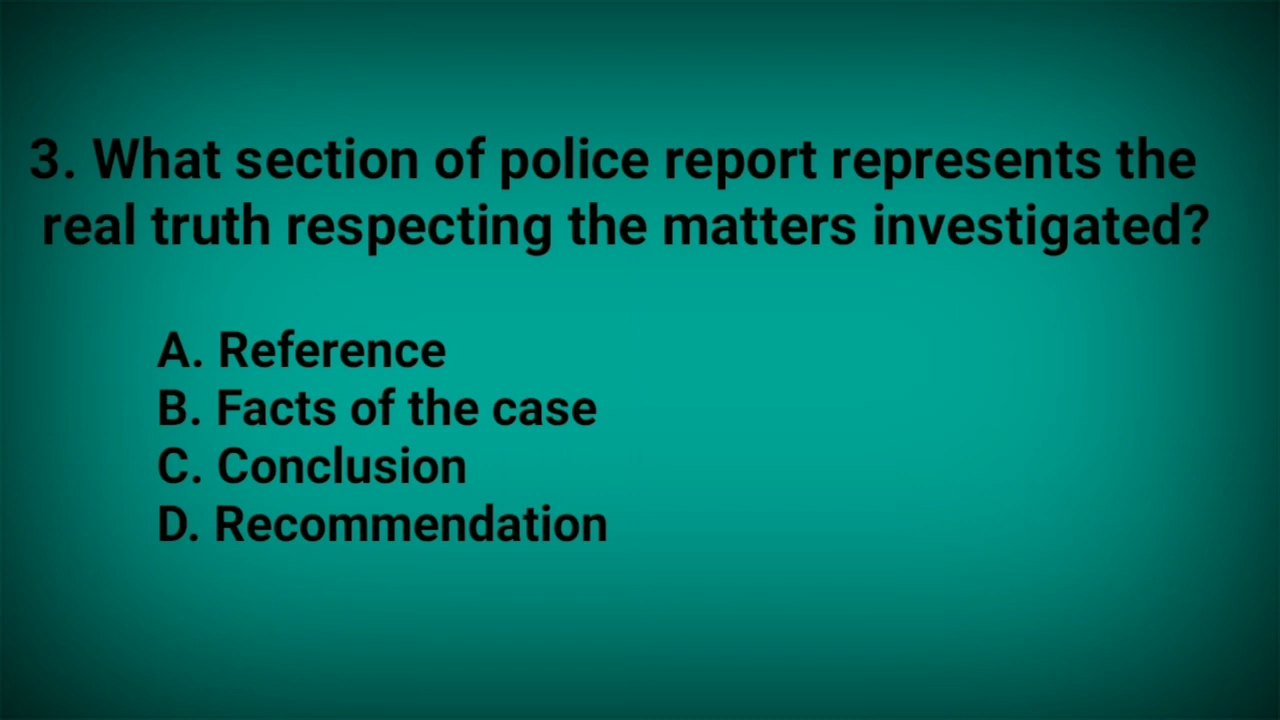 3. What section of police report represents the
real truth respecting the matters investigated?
A. Reference
B. Facts of the case
C. Conclusion
D. Recommendation